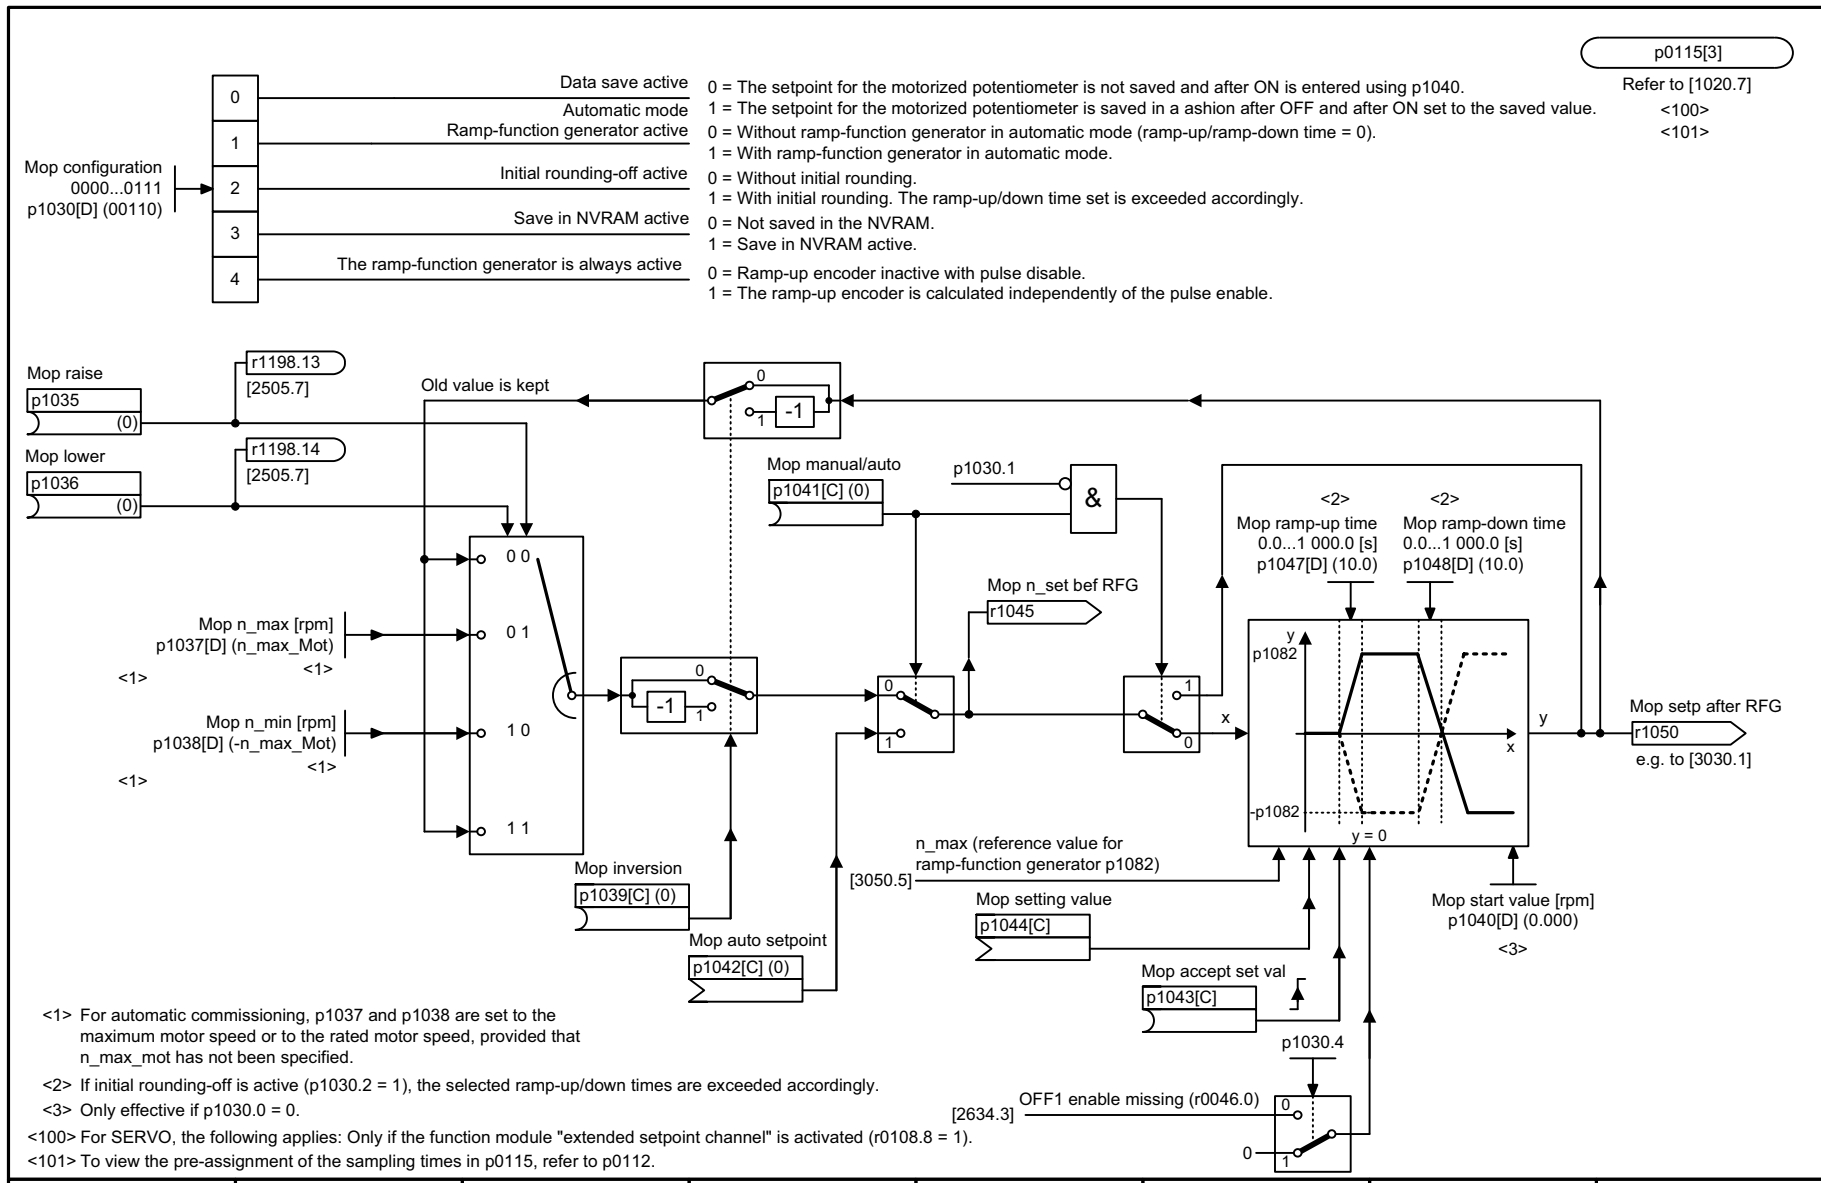 p0115[3]
Refer to [1020.7]
<100>
<101>
Mop configuration
0000...0111
p1030[D] (00110)
0
1
2
3
4
Data save active
0 = The setpoint for the motorized potentiometer is not saved and after ON is entered using p1040.
Automatic mode
1 = The setpoint for the motorized potentiometer is saved in a ashion after OFF and after ON set to the saved value.
Ramp-function generator active
0 = Without ramp-function generator in automatic mode (ramp-up/ramp-down time = 0).
1 = With ramp-function generator in automatic mode.
Initial rounding-off active
0 = Without initial rounding.
1 = With initial rounding. The ramp-up/down time set is exceeded accordingly.
Save in NVRAM active
0 = Not saved in the NVRAM.
1 = Save in NVRAM active.
The ramp-function generator is always active
0 = Ramp-up encoder inactive with pulse disable.
1 = The ramp-up encoder is calculated independently of the pulse enable.
Mop raise
p1035
(0)
r1198.13
[2505.7]
Mop lower
p1036
(0)
r1198.14
[2505.7]
Old value is kept
0
1
-1
Mop manual/auto
p1041[C] (0)
p1030.1
&
<2>
Mop ramp-up time
0.0...1 000.0 [s]
p1047[D] (10.0)
<2>
Mop ramp-down time
0.0...1 000.0 [s]
p1048[D] (10.0)
0 0
0 1
1 0
1 1
Mop n_max [rpm]
p1037[D] (n_max_Mot)
<1>
<1>
Mop n_min [rpm]
p1038[D] (-n_max_Mot)
<1>
<1>
0
-1
1
Mop n_set bef RFG
r1045
0
1
1
0
x
y
p1082
x
-p1082
y = 0
y
Mop setp after RFG
r1050
e.g. to [3030.1]
Mop inversion
p1039[C] (0)
Mop auto setpoint
p1042[C] (0)
n_max (reference value for
ramp-function generator p1082)
[3050.5]
Mop setting value
p1044[C]
Mop accept set val
p1043[C]
Mop start value [rpm]
p1040[D] (0.000)
<3>
p1030.4
OFF1 enable missing (r0046.0)
[2634.3]
0
0
1
<1> For automatic commissioning, p1037 and p1038 are set to the
maximum motor speed or to the rated motor speed, provided that
n_max_mot has not been specified.
<2> If initial rounding-off is active (p1030.2 = 1), the selected ramp-up/down times are exceeded accordingly.
<3> Only effective if p1030.0 = 0.
<100> For SERVO, the following applies: Only if the function module "extended setpoint channel" is activated (r0108.8 = 1).
<101> To view the pre-assignment of the sampling times in p0115, refer to p0112.